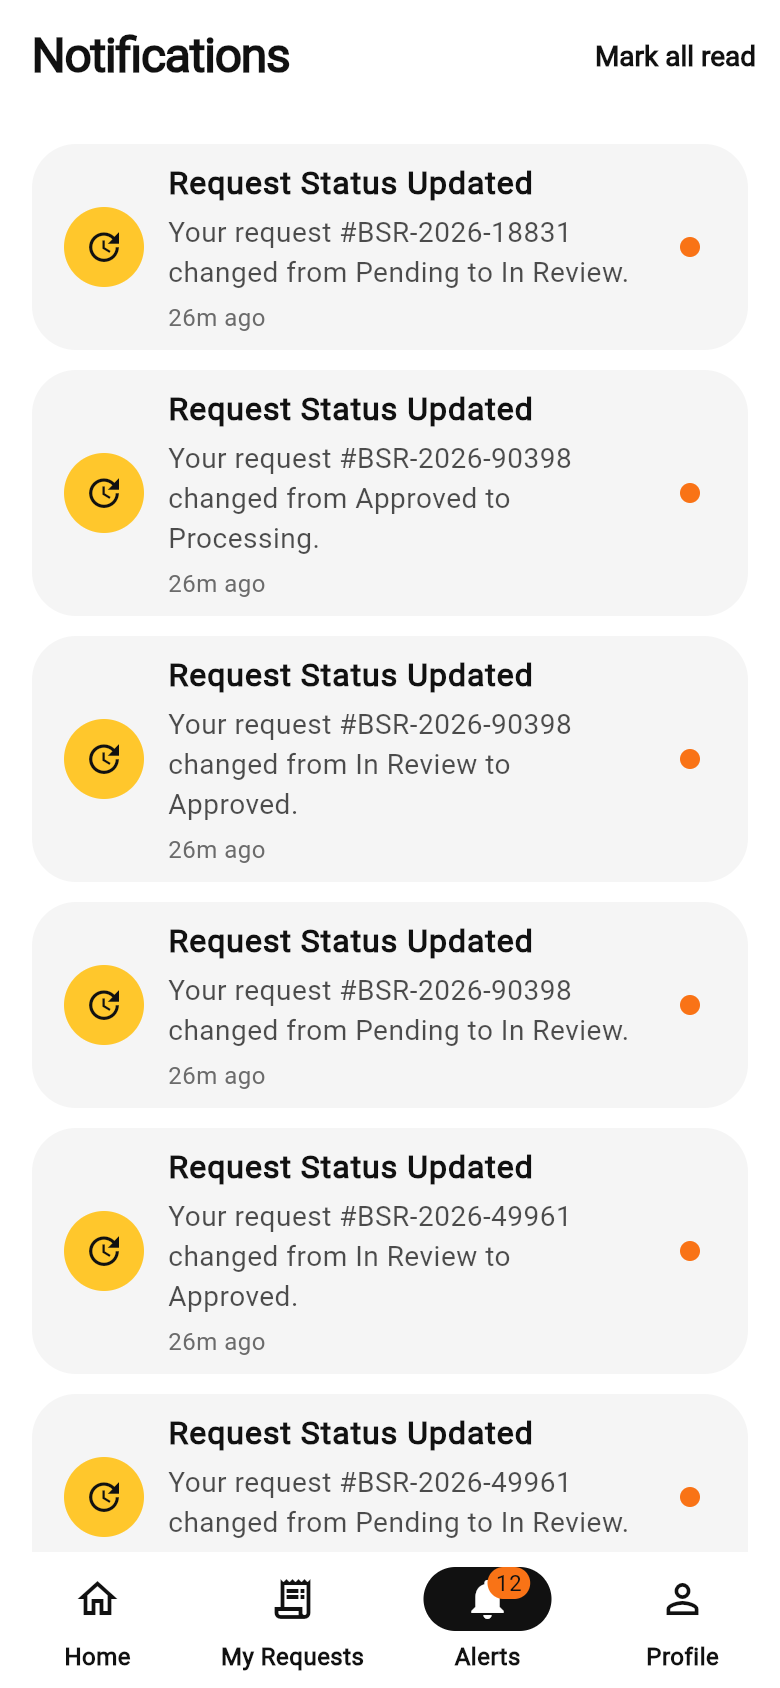 Notifications
Mark all read
Request Status Updated
Your request #BSR-2026-18831
changed from Pending to In Review.
26m ago
Request Status Updated
Your request #BSR-2026-90398
changed from Approved to
Processing.
26m ago
Request Status Updated
Your request #BSR-2026-90398
changed from In Review to
Approved.
26m ago
Request Status Updated
Your request #BSR-2026-90398
changed from Pending to In Review.
26m ago
Request Status Updated
Your request #BSR-2026-49961
changed from In Review to
Approved.
26m ago
Request Status Updated
Your request #BSR-2026-49961
changed from Pending to In Review.
12
Home
My Requests
Alerts
Profile